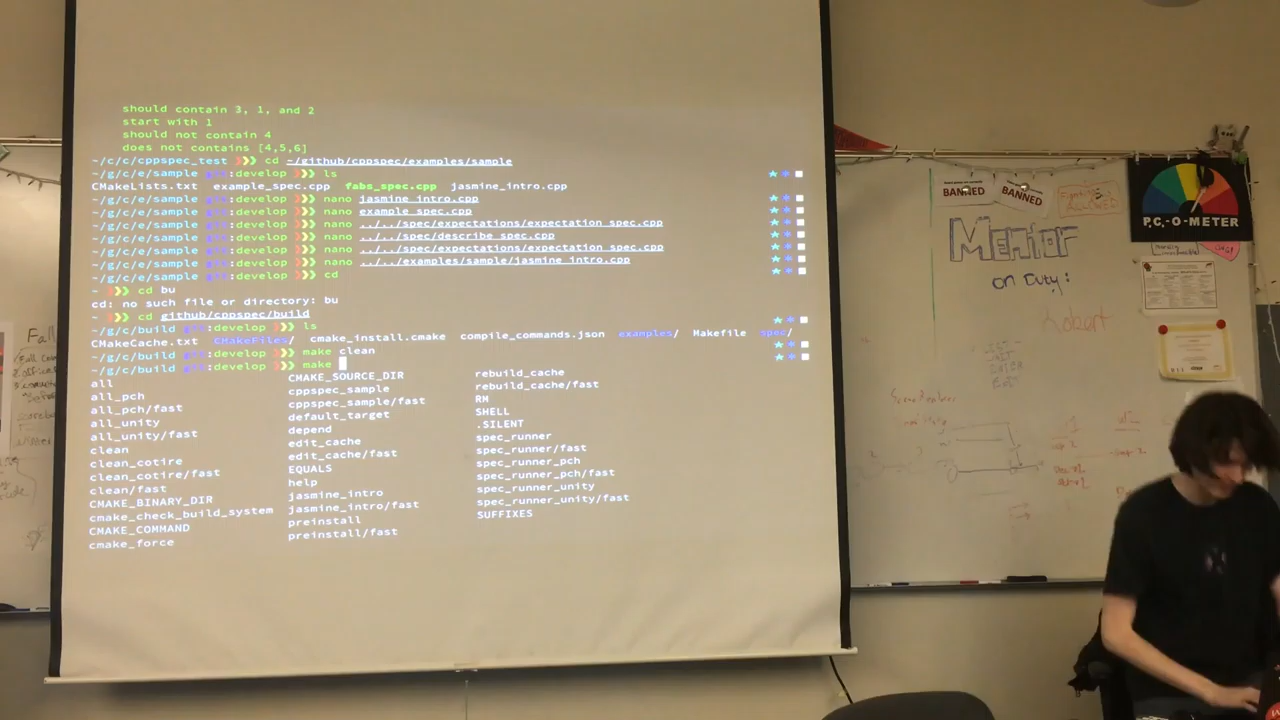 should contain 3, 1, and 2
start with 1
should not contain 4
does not contains [4,5,6]
~/c/c/cppspec_test ❯❯❯ cd ~/github/cppspec/examples/sample
~/g/c/e/sample git:develop ❯❯❯ ls
CMakeLists.txt example_spec.cpp fabs_spec.cpp jasmine_intro.cpp
~/g/c/e/sample git:develop ❯❯❯ nano jasmine_intro.cpp
~/g/c/e/sample git:develop ❯❯❯ nano example_spec.cpp
~/g/c/e/sample git:develop ❯❯❯ nano ../../spec/expectations/expectation_spec.cpp
~/g/c/e/sample git:develop ❯❯❯ nano ../../spec/describe_spec.cpp
~/g/c/e/sample git:develop ❯❯❯ nano ../../spec/expectations/expectation_spec.cpp
~/g/c/e/sample git:develop ❯❯❯ nano ../../examples/sample/jasmine_intro.cpp
~/g/c/e/sample git:develop ❯❯❯ cd
~ ❯❯❯ cd bu
cd: no such file or directory: bu
~ ❯❯❯ cd github/cppspec/build
~/g/c/build git:develop ❯❯❯ ls
CMakeCache.txt CMakeFiles/ cmake_install.cmake compile_commands.json examples/ Makefile spec/
~/g/c/build git:develop ❯❯❯ make clean
~/g/c/build git:develop ❯❯❯ make
all CMAKE_SOURCE_DIR rebuild_cache
all_pch cppspec_sample rebuild_cache/fast
all_pch/fast cppspec_sample/fast RM
all_unity default_target SHELL
all_unity/fast depend .SILENT
clean edit_cache spec_runner
clean_cotire edit_cache/fast spec_runner/fast
clean_cotire/fast EQUALS spec_runner_pch
clean/fast help spec_runner_pch/fast
CMAKE_BINARY_DIR jasmine_intro spec_runner_unity
cmake_check_build_system jasmine_intro/fast spec_runner_unity/fast
CMAKE_COMMAND preinstall SUFFIXES
cmake_force preinstall/fast
BANNED
BANNED
P.C.-O-METER
Mentor
on Duty:
Robert
Fall